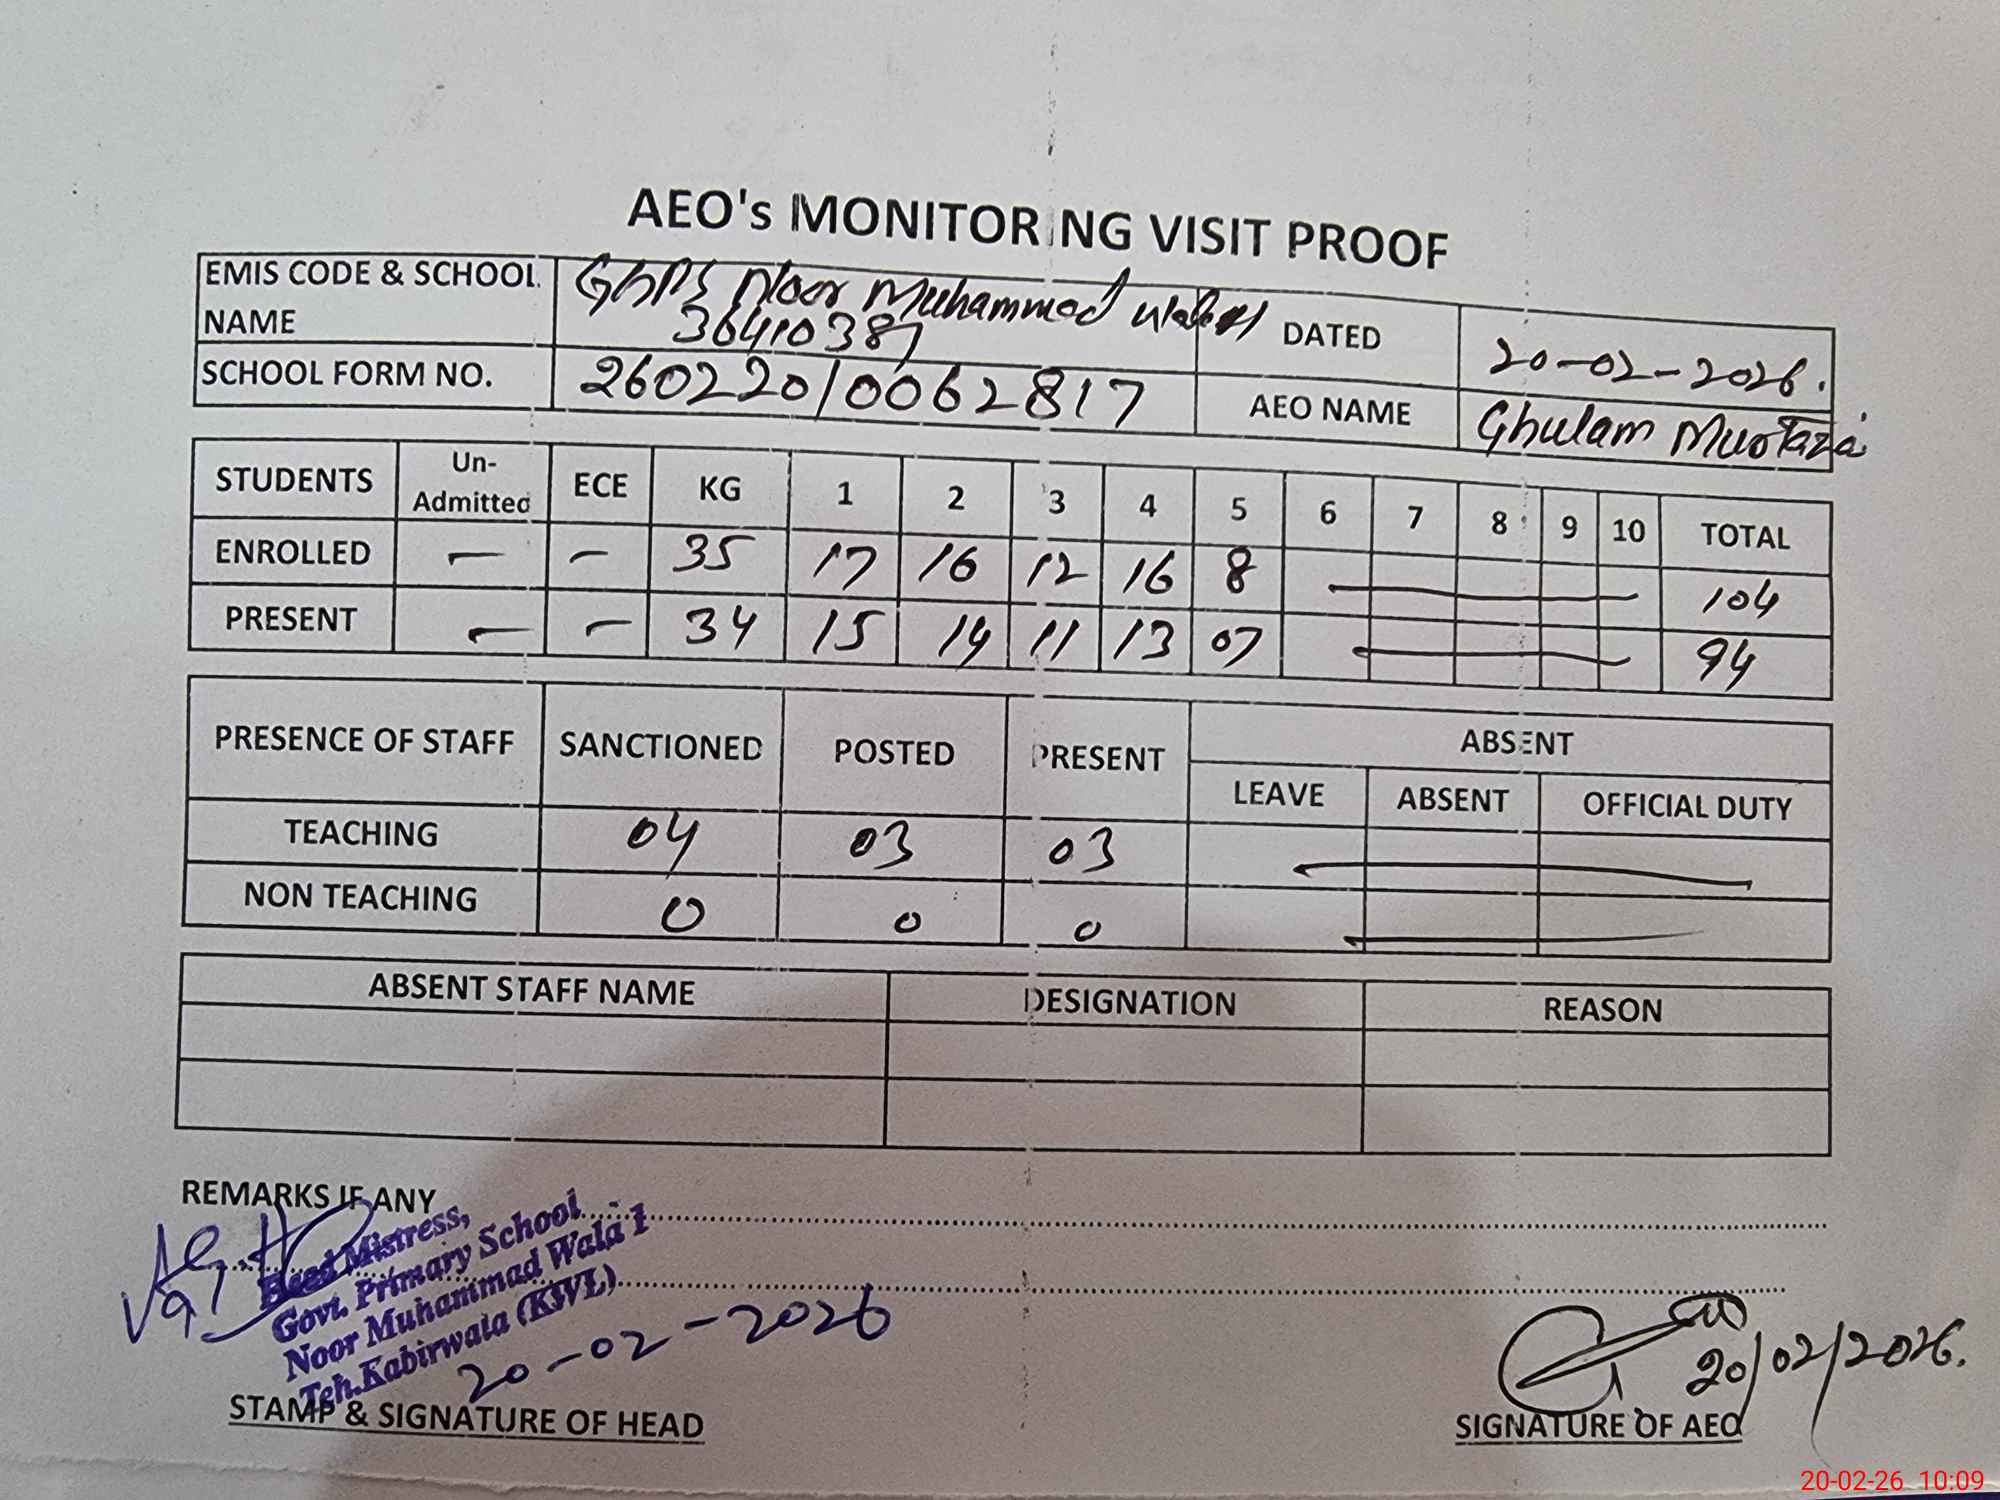 AEO's MONITORING VISIT PROOF
EMIS CODE & SCHOOL NAME GGPS Noor Muhammad Wala 1 36410387 DATED 20-02-2026.
SCHOOL FORM NO. 260220/0062817 AEO NAME Ghulam Murtaza
STUDENTS Un-Admitted ECE KG 1 2 3 4 5 6 7 8 9 10 TOTAL
ENROLLED — — 35 17 16 12 16 8 — 104
PRESENT — — 34 15 14 11 13 07 — 94
PRESENCE OF STAFF SANCTIONED POSTED PRESENT ABSENT
LEAVE ABSENT OFFICIAL DUTY
TEACHING 04 03 03 —
NON TEACHING 0 0 0 —
ABSENT STAFF NAME DESIGNATION REASON
REMARKS IF ANY
Head Mistress,
Govt. Primary School
Noor Muhammad Wala 1
Teh.Kabirwala (KWL)
20-02-2026
20/02/2026.
STAMP & SIGNATURE OF HEAD SIGNATURE OF AEO
20-02-26 10:09